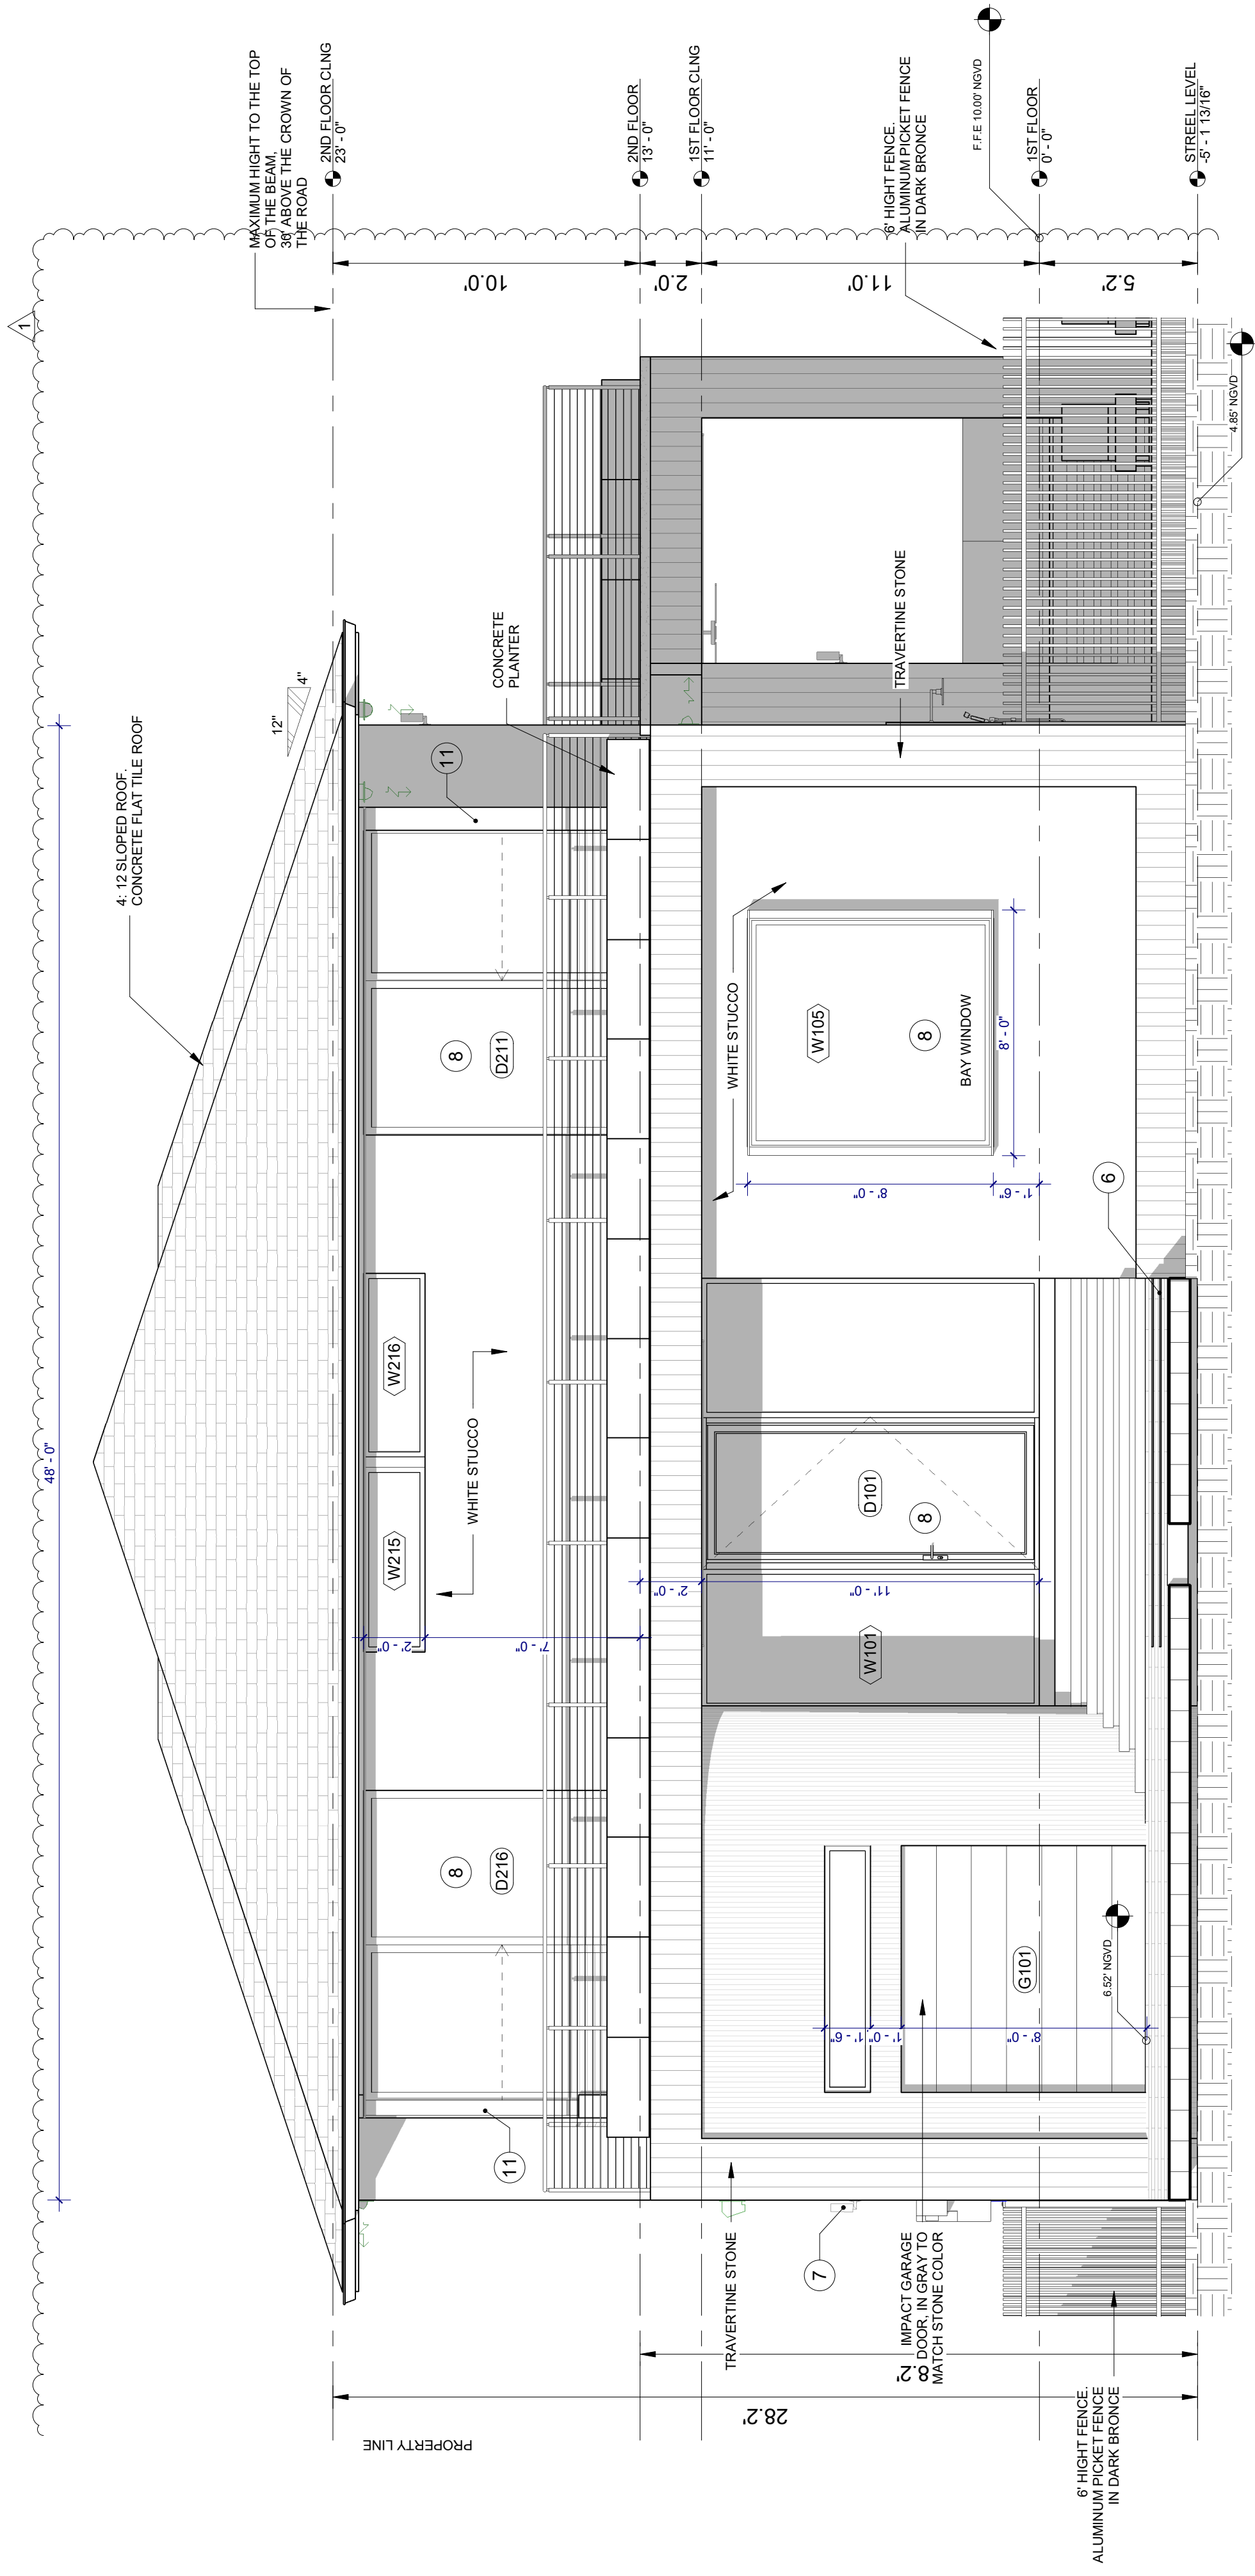 1
48' - 0"
4: 12 SLOPED ROOF.
CONCRETE FLAT TILE ROOF
12"
4"
MAXIMUM HIGHT TO THE TOP
OF THE BEAM,
30' ABOVE THE CROWN OF
THE ROAD
2ND FLOOR CLNG
23' - 0"
PROPERTY LINE
W215
W216
WHITE STUCCO
2' - 0"
7' - 0"
11
8
D216
8
D211
11
CONCRETE
PLANTER
10.0'
2ND FLOOR
13' - 0"
2.0'
1ST FLOOR CLNG
11' - 0"
28.2'
8.2'
TRAVERTINE STONE
7
IMPACT GARAGE
DOOR, IN GRAY TO
MATCH STONE COLOR
1' - 6"
1' - 0"
8' - 0"
G101
6.52' NGVD
2' - 0"
11' - 0"
W101
D101
8
WHITE STUCCO
W105
8
BAY WINDOW
8' - 0"
8' - 0"
1' - 6"
6
TRAVERTINE STONE
11.0'
6' HIGHT FENCE.
ALUMINUM PICKET FENCE
IN DARK BRONCE
F.F.E 10.00' NGVD
1ST FLOOR
0' - 0"
5.2'
STREEL LEVEL
-5' - 1 13/16"
4.85' NGVD
6' HIGHT FENCE.
ALUMINUM PICKET FENCE
IN DARK BRONCE